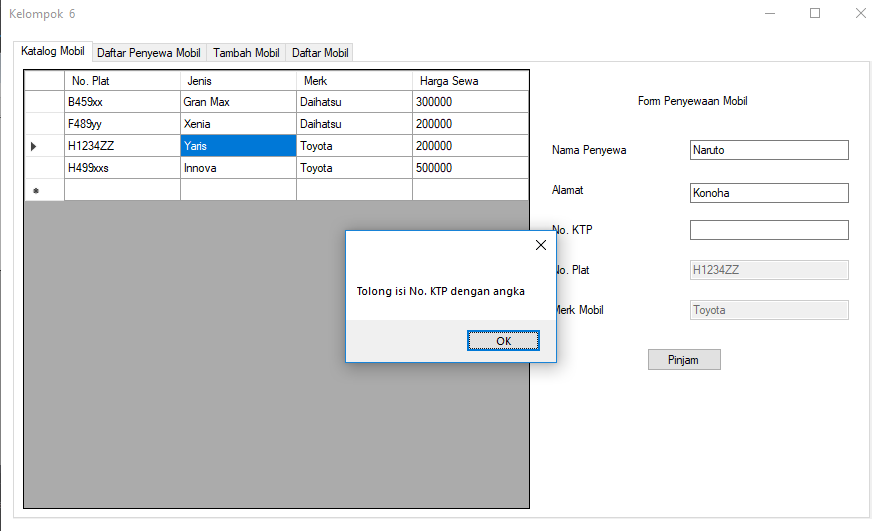 Kelompok 6
Katalog Mobil Daftar Penyewa Mobil Tambah Mobil Daftar Mobil
No. Plat Jenis Merk Harga Sewa
B459xx Gran Max Daihatsu 300000
F489yy Xenia Daihatsu 200000
H1234ZZ Yaris Toyota 200000
H499xxs Innova Toyota 500000
Form Penyewaan Mobil
Nama Penyewa Naruto
Alamat Konoha
No. KTP
No. Plat H1234ZZ
Merk Mobil Toyota
Pinjam
Tolong isi No. KTP dengan angka
OK